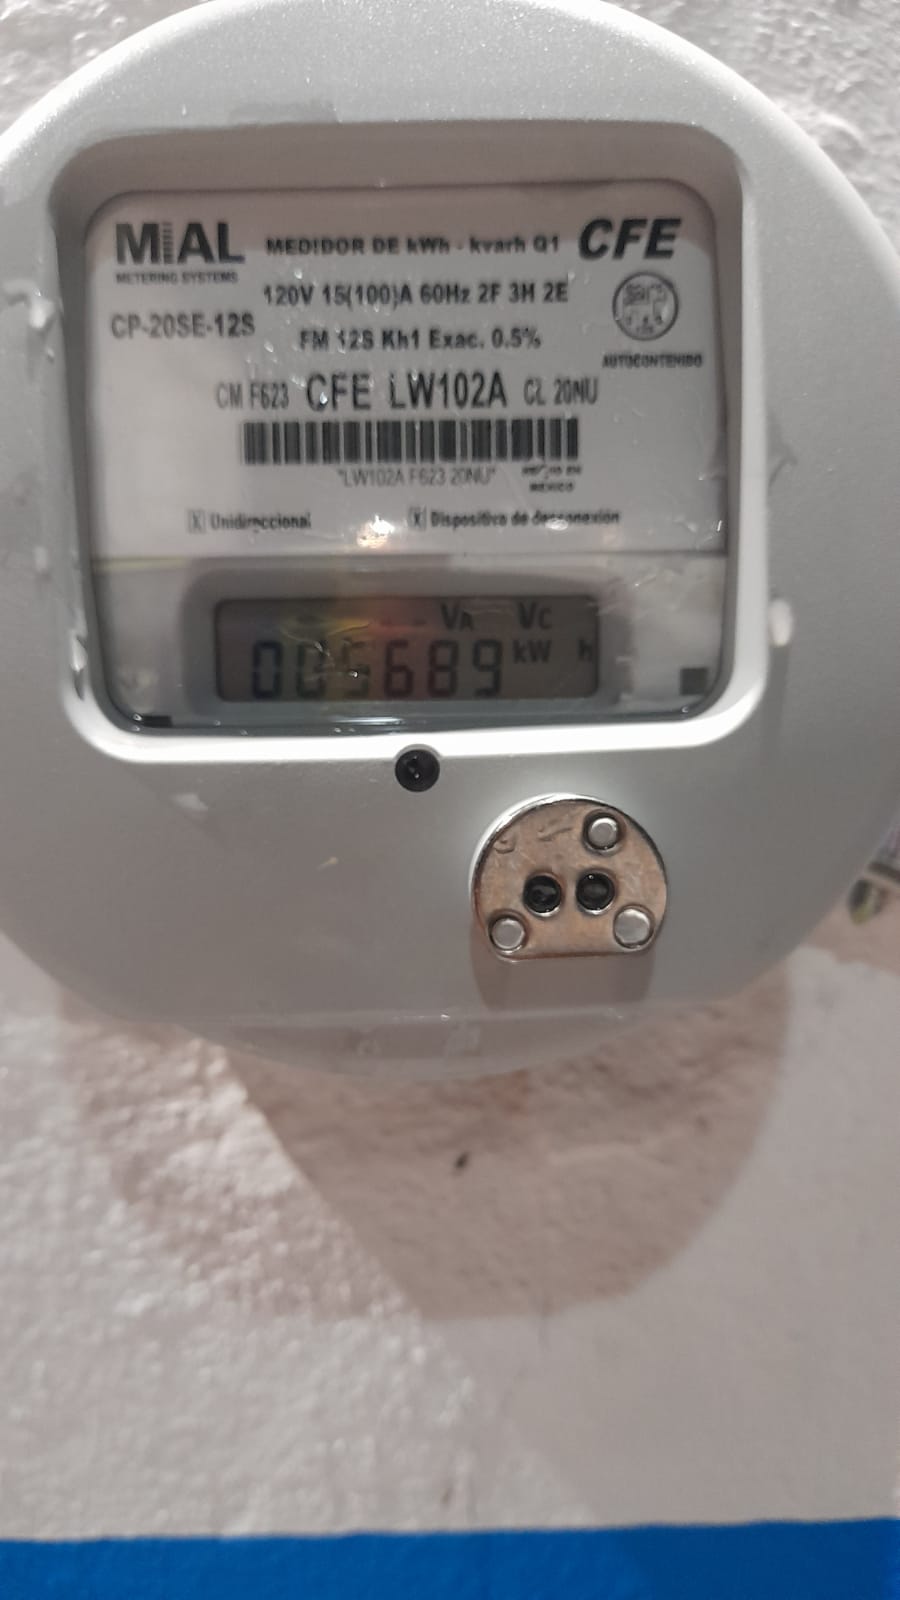 MIAL
METERING SYSTEMS
MEDIDOR DE kWh - kvarh Q1
CFE
120V 15(100)A 60Hz 2F 3H 2E
CP-20SE-12S
FM 12S Kh1 Exac. 0.5%
AUTOCONTENIDO
CM F623 CFE LW102A CL 20NU
"LW102A F623 20NU"
MEXICO
X Unidireccional
X Dispositivo de desconexión
VA VC
005689 kW h